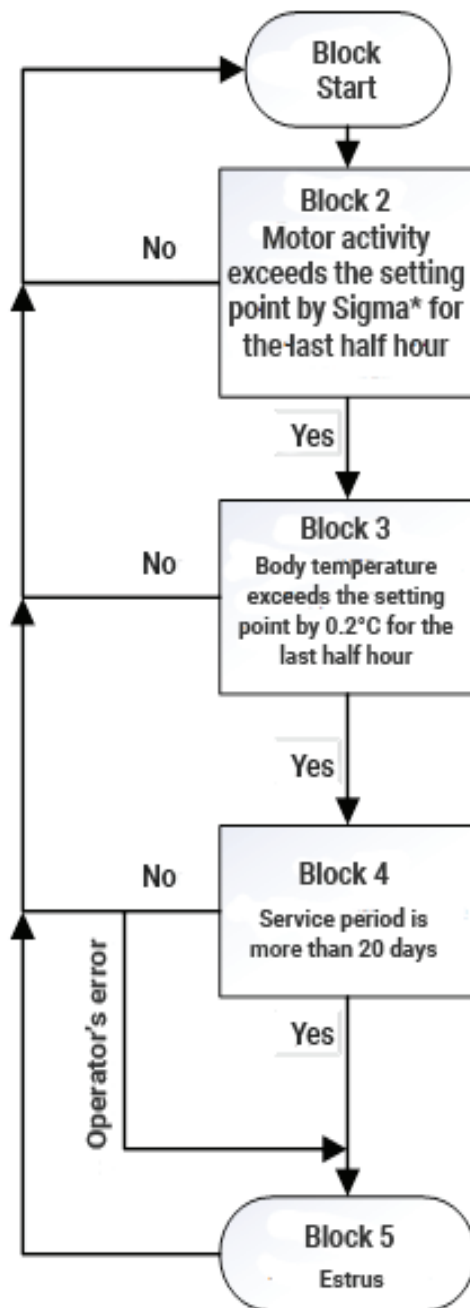 Block
Start
Block 2
No
Motor activity
exceeds the setting
point by Sigma* for
the last half hour
Yes
Block 3
No
Body temperature
exceeds the setting
point by 0.2°C for the
last half hour
Yes
Block 4
No
Service period is
more than 20 days
Operator's error
Yes
Block 5
Estrus